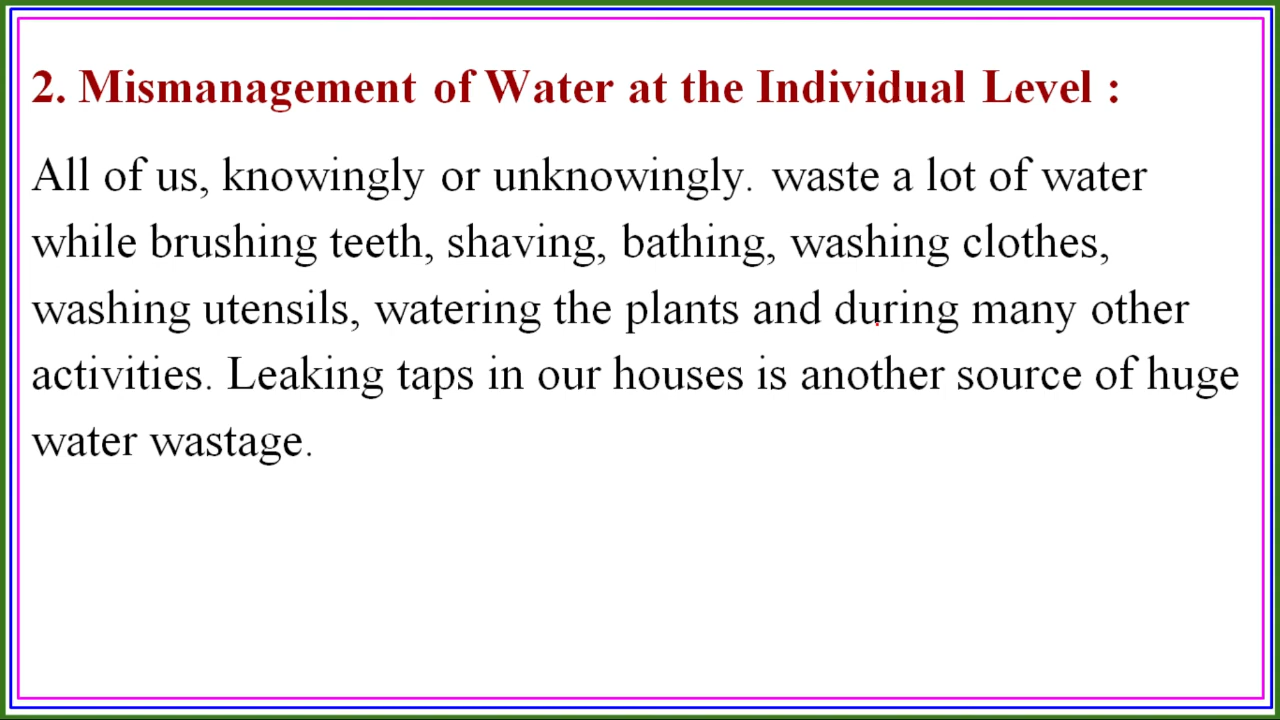 2. Mismanagement of Water at the Individual Level :
All of us, knowingly or unknowingly. waste a lot of water
while brushing teeth, shaving, bathing, washing clothes,
washing utensils, watering the plants and during many other
activities. Leaking taps in our houses is another source of huge
water wastage.